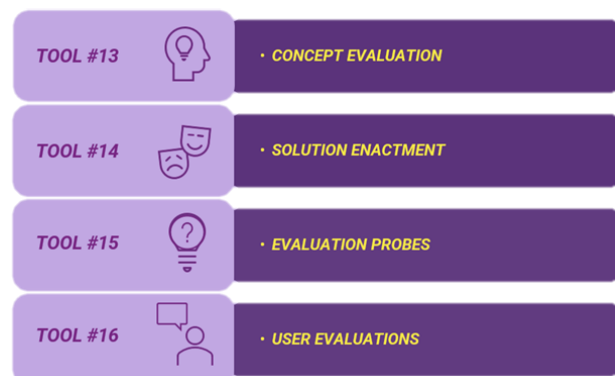 TOOL #13
• CONCEPT EVALUATION
TOOL #14
• SOLUTION ENACTMENT
TOOL #15
?
• EVALUATION PROBES
TOOL #16
• USER EVALUATIONS